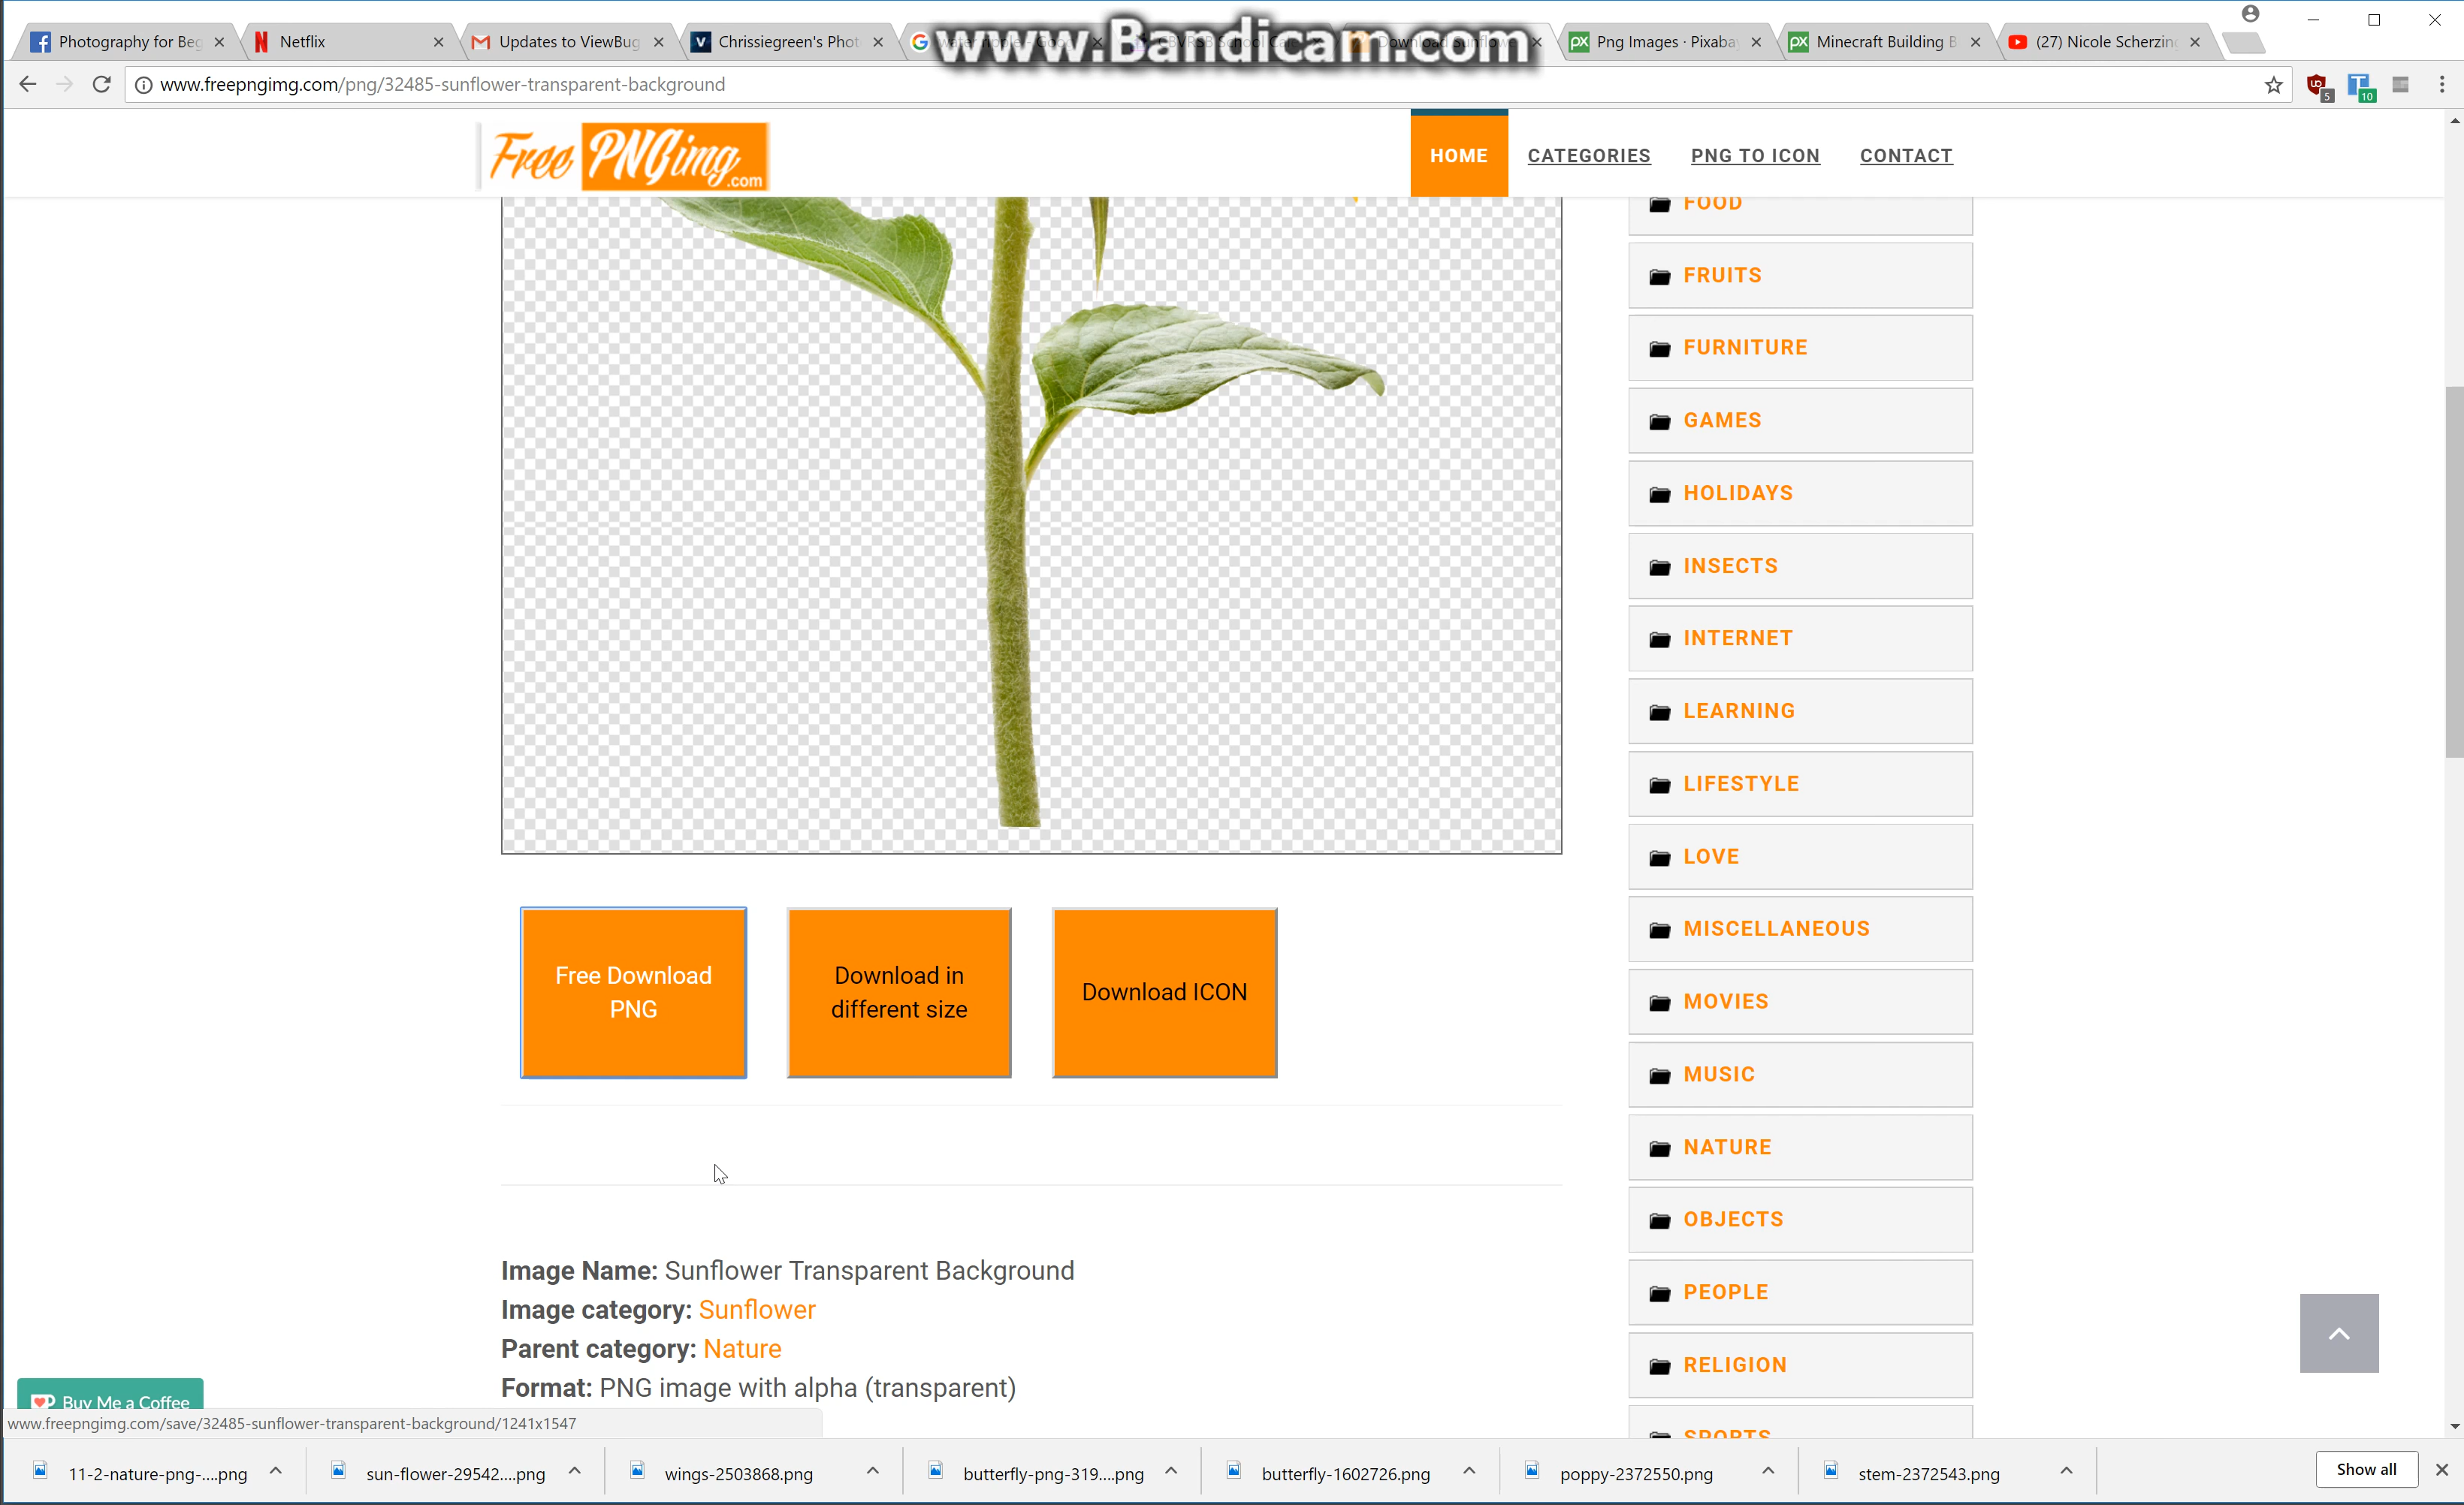 www.Bandicam.com
Photography for Beg
Netflix
Updates to ViewBug
Chrissiegreen's Phot
Png Images · Pixaba
Minecraft Building B
(27) Nicole Scherzing
www.freepngimg.com/png/32485-sunflower-transparent-background
5
10
Free PNGimg.com
HOME
CATEGORIES
PNG TO ICON
CONTACT
FOOD
FRUITS
FURNITURE
GAMES
HOLIDAYS
INSECTS
INTERNET
LEARNING
LIFESTYLE
LOVE
MISCELLANEOUS
MOVIES
MUSIC
NATURE
OBJECTS
PEOPLE
RELIGION
SPORTS
Free Download
PNG
Download in
different size
Download ICON
Image Name: Sunflower Transparent Background
Image category: Sunflower
Parent category: Nature
Format: PNG image with alpha (transparent)
Buy Me a Coffee
www.freepngimg.com/save/32485-sunflower-transparent-background/1241x1547
11-2-nature-png-....png
sun-flower-29542....png
wings-2503868.png
butterfly-png-319....png
butterfly-1602726.png
poppy-2372550.png
stem-2372543.png
Show all